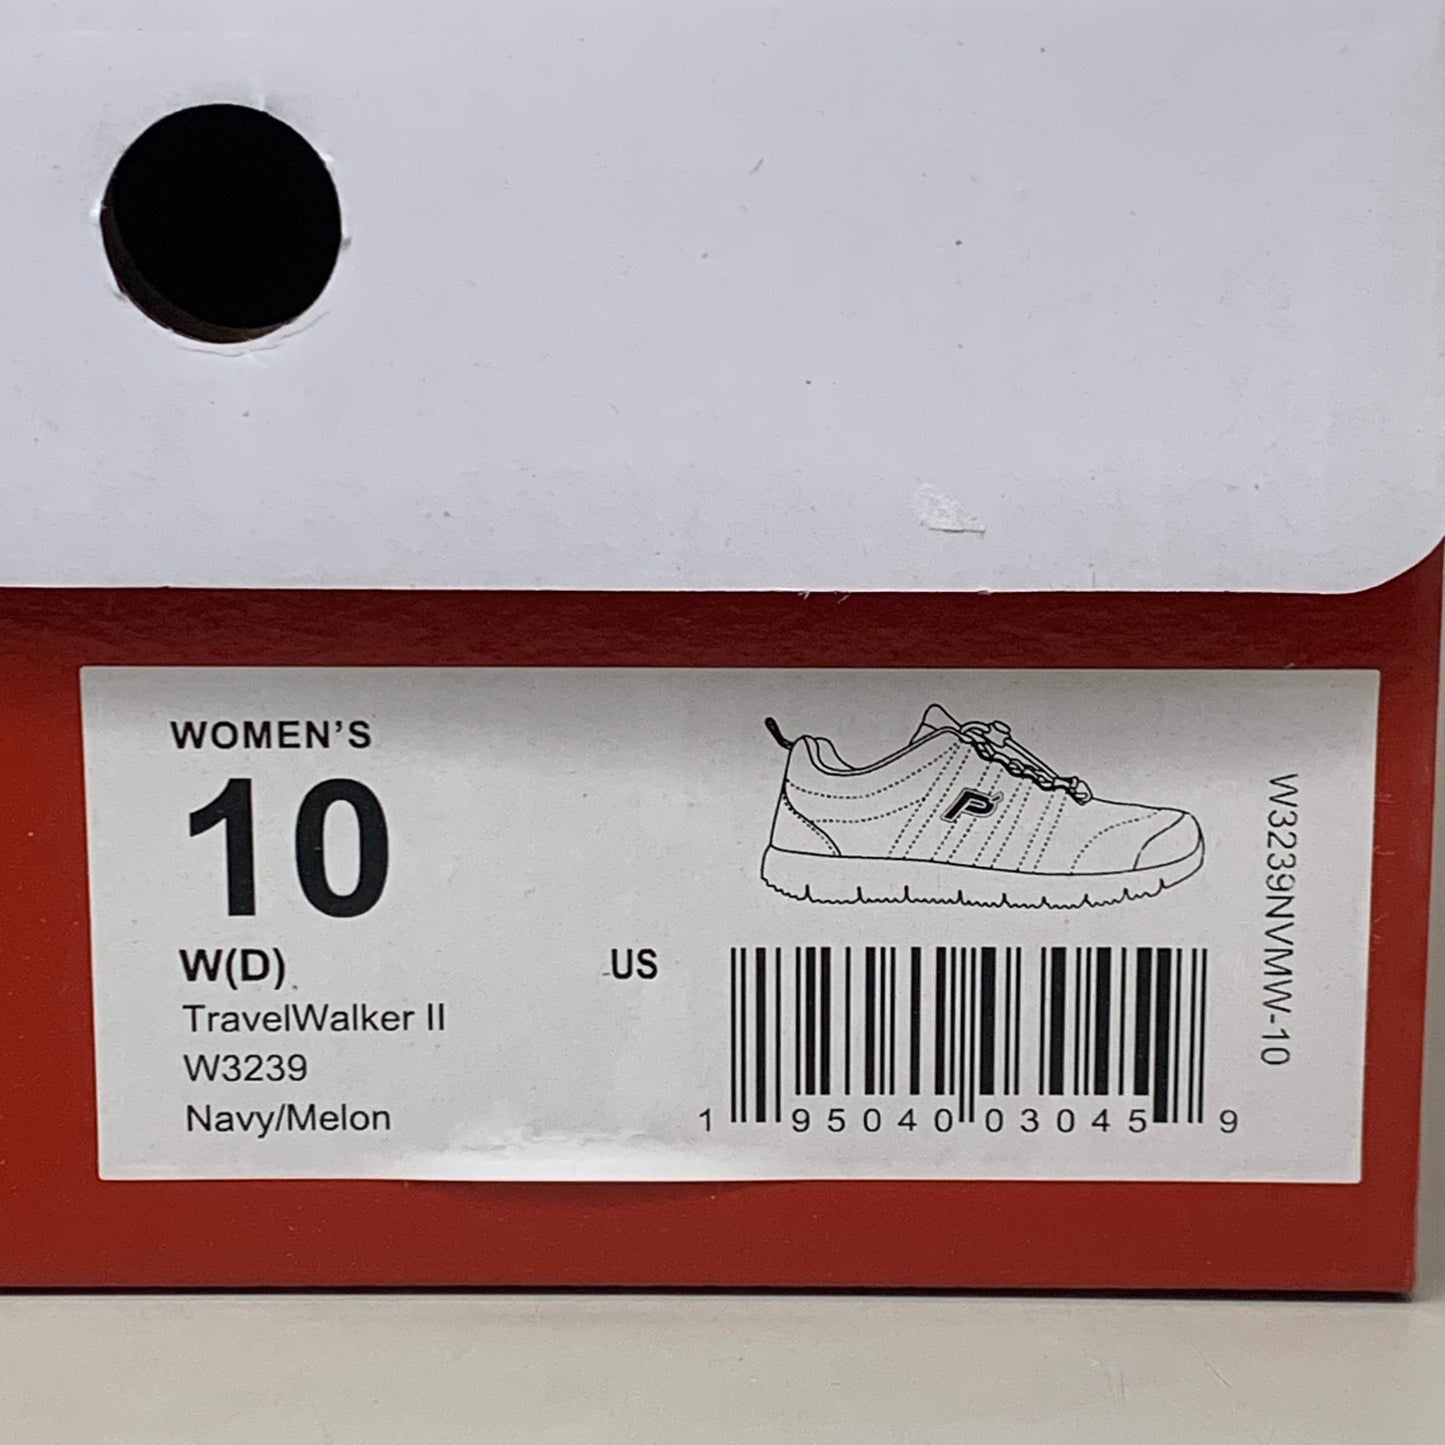 WOMEN'S
10
W(D)
US
TravelWalker II
W3239
Navy/Melon
P
1 95040 03045 9
W3239NVMW-10